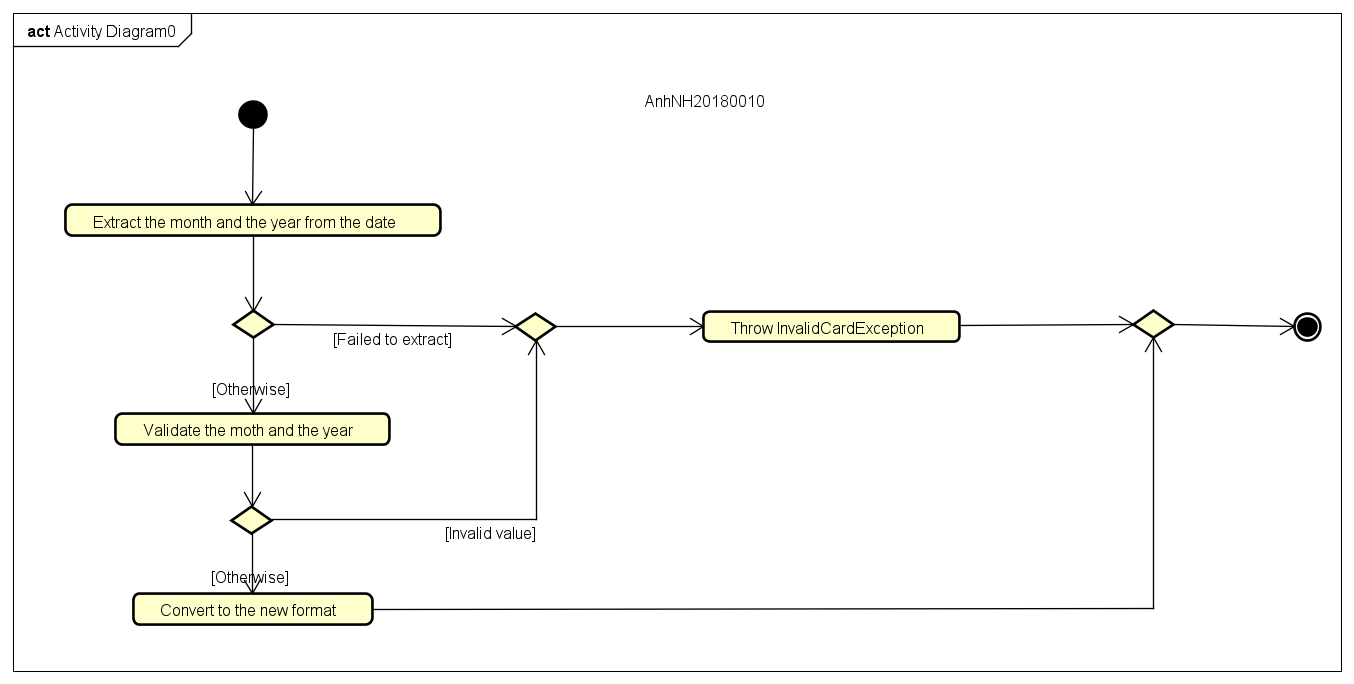 act Activity Diagram0
AnhNH20180010
Extract the month and the year from the date
[Failed to extract]
Throw InvalidCardException
[Otherwise]
Validate the moth and the year
[Invalid value]
[Otherwise]
Convert to the new format